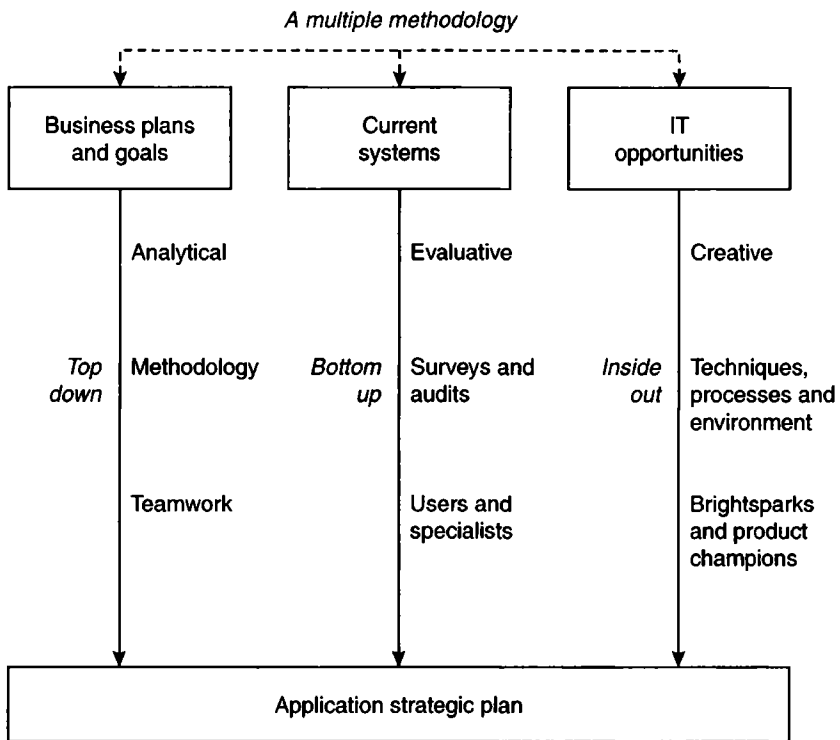 A multiple methodology
Business plans
and goals
Current
systems
IT
opportunities
Analytical
Evaluative
Creative
Top
down
Methodology
Bottom
up
Surveys and
audits
Inside
out
Techniques,
processes and
environment
Teamwork
Users and
specialists
Brightsparks
and product
champions
Application strategic plan